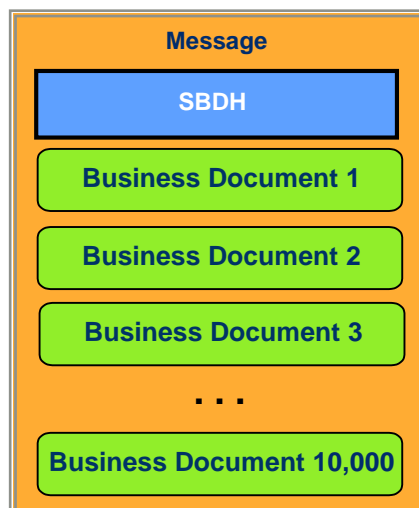 Message
SBDH
Business Document 1
Business Document 2
Business Document 3
. . .
Business Document 10,000